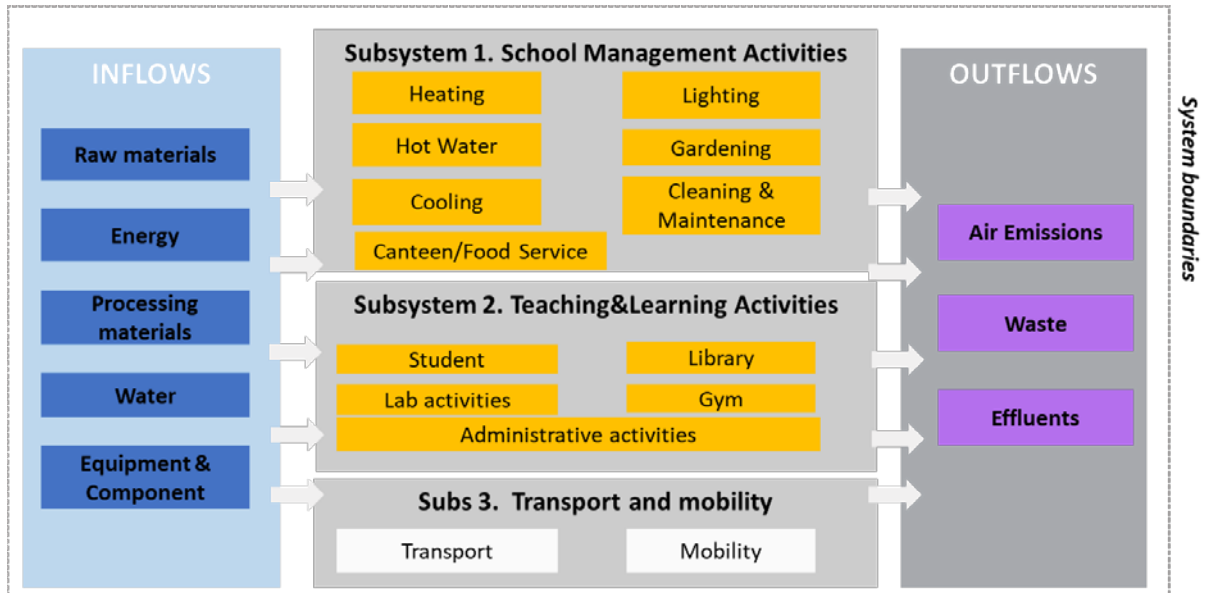 INFLOWS
Raw materials
Energy
Processing
materials
Water
Equipment &
Component
Subsystem 1. School Management Activities
Heating
Lighting
Hot Water
Gardening
Cooling
Cleaning &
Maintenance
Canteen/Food Service
Subsystem 2. Teaching&Learning Activities
Student
Library
Lab activities
Gym
Administrative activities
Subs 3. Transport and mobility
Transport
Mobility
OUTFLOWS
Air Emissions
Waste
Effluents
System boundaries